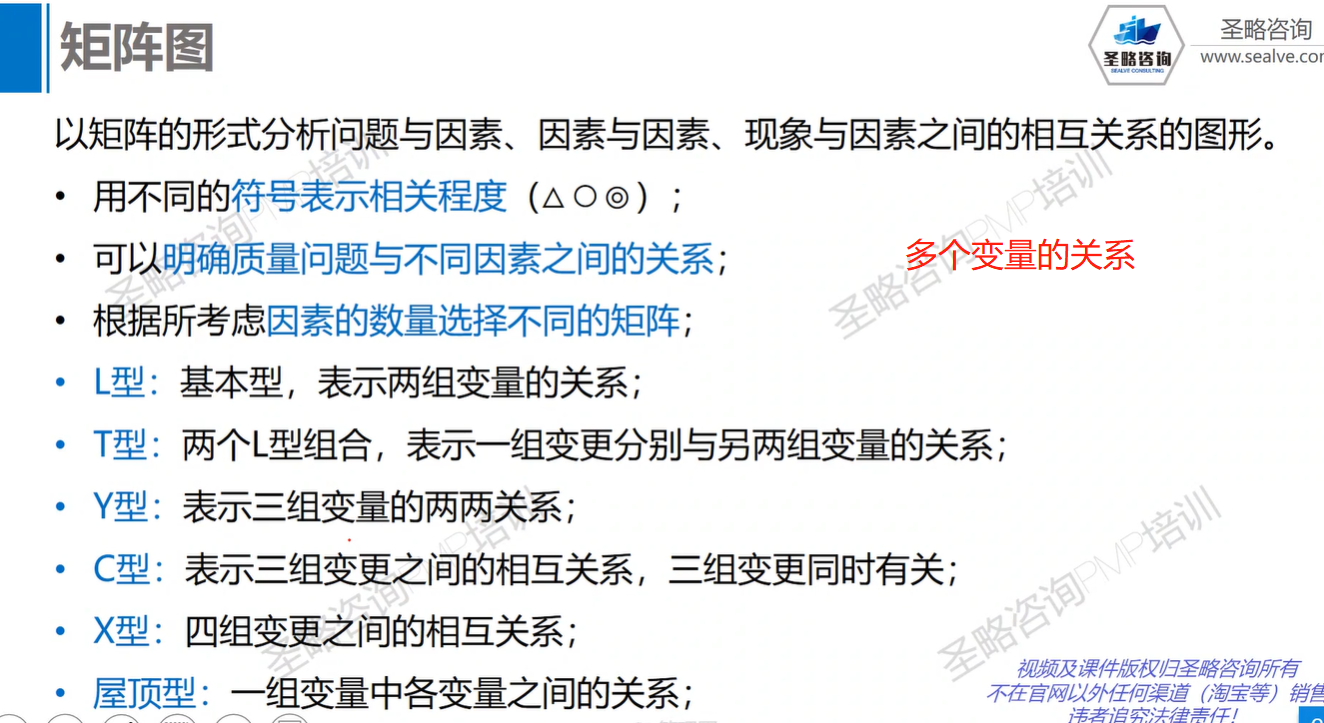 矩阵图
圣略咨询
SEALVE CONSULTING
圣略咨询
www.sealve.com
以矩阵的形式分析问题与因素、因素与因素、现象与因素之间的相互关系的图形。
• 用不同的符号表示相关程度（△○◎）；
• 可以明确质量问题与不同因素之间的关系；
多个变量的关系
• 根据所考虑因素的数量选择不同的矩阵；
• L型：基本型，表示两组变量的关系；
• T型：两个L型组合，表示一组变更分别与另两组变量的关系；
• Y型：表示三组变量的两两关系；
• C型：表示三组变更之间的相互关系，三组变更同时有关；
• X型：四组变更之间的相互关系；
• 屋顶型：一组变量中各变量之间的关系；
圣略咨询PMP培训
圣略咨询PMP培训
圣略咨询PMP培训
圣略咨询PMP培训
视频及课件版权归圣略咨询所有
不在官网以外任何渠道（淘宝等）销售
违者追究法律责任！